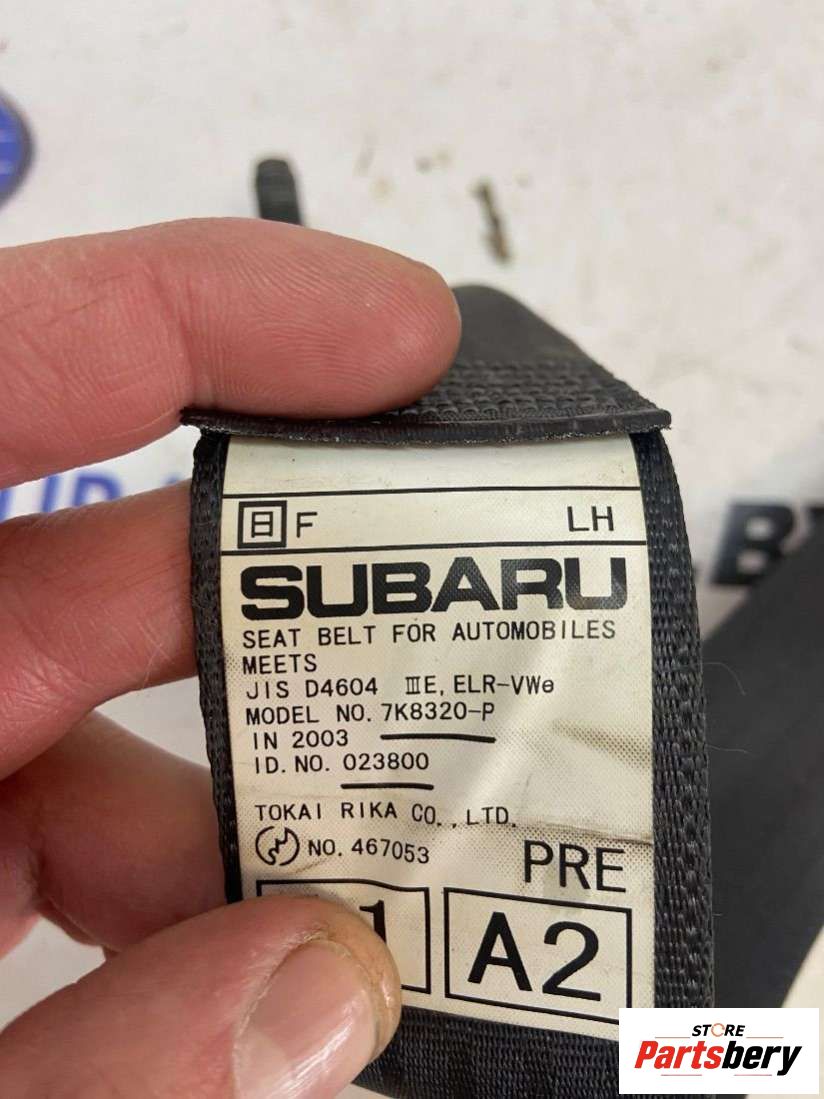 日 F LH
SUBARU
SEAT BELT FOR AUTOMOBILES
MEETS
JIS D4604 ⅢE, ELR-VWe
MODEL NO. 7K8320-P
IN 2003
ID. NO. 023800
TOKAI RIKA CO., LTD.
NO. 467053
PRE
1 A2
STORE
Partsbery